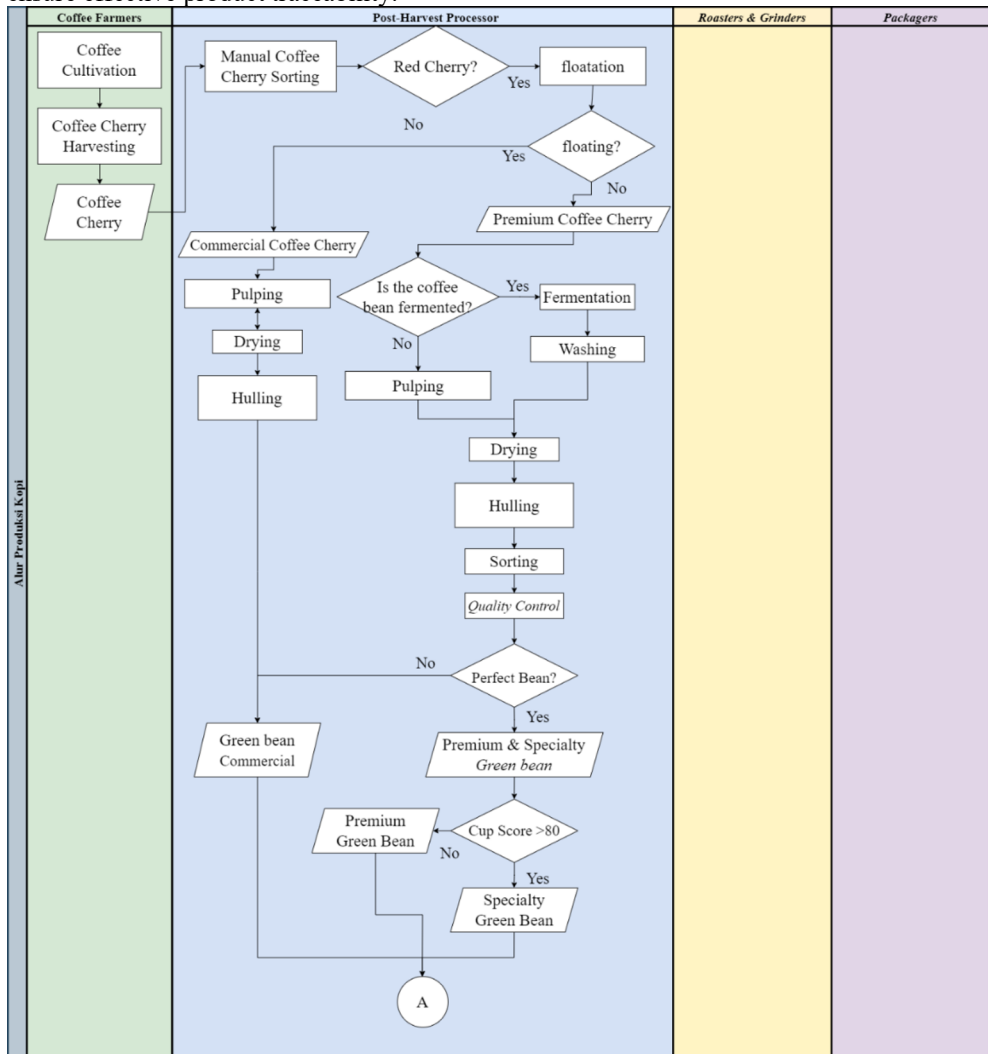 ensure effective product traceability.
Coffee Farmers
Post-Harvest Processor
Roasters & Grinders
Packagers
Alur Produksi Kopi
Coffee
Cultivation
Coffee Cherry
Harvesting
Coffee
Cherry
Manual Coffee
Cherry Sorting
Red Cherry?
Yes
floatation
No
floating?
Yes
No
Premium Coffee Cherry
Commercial Coffee Cherry
Pulping
Drying
Hulling
Is the coffee
bean fermented?
Yes
Fermentation
Washing
No
Pulping
Drying
Hulling
Sorting
Quality Control
Perfect Bean?
No
Yes
Green bean
Commercial
Premium & Specialty
Green bean
Cup Score >80
No
Premium
Green Bean
Yes
Specialty
Green Bean
A